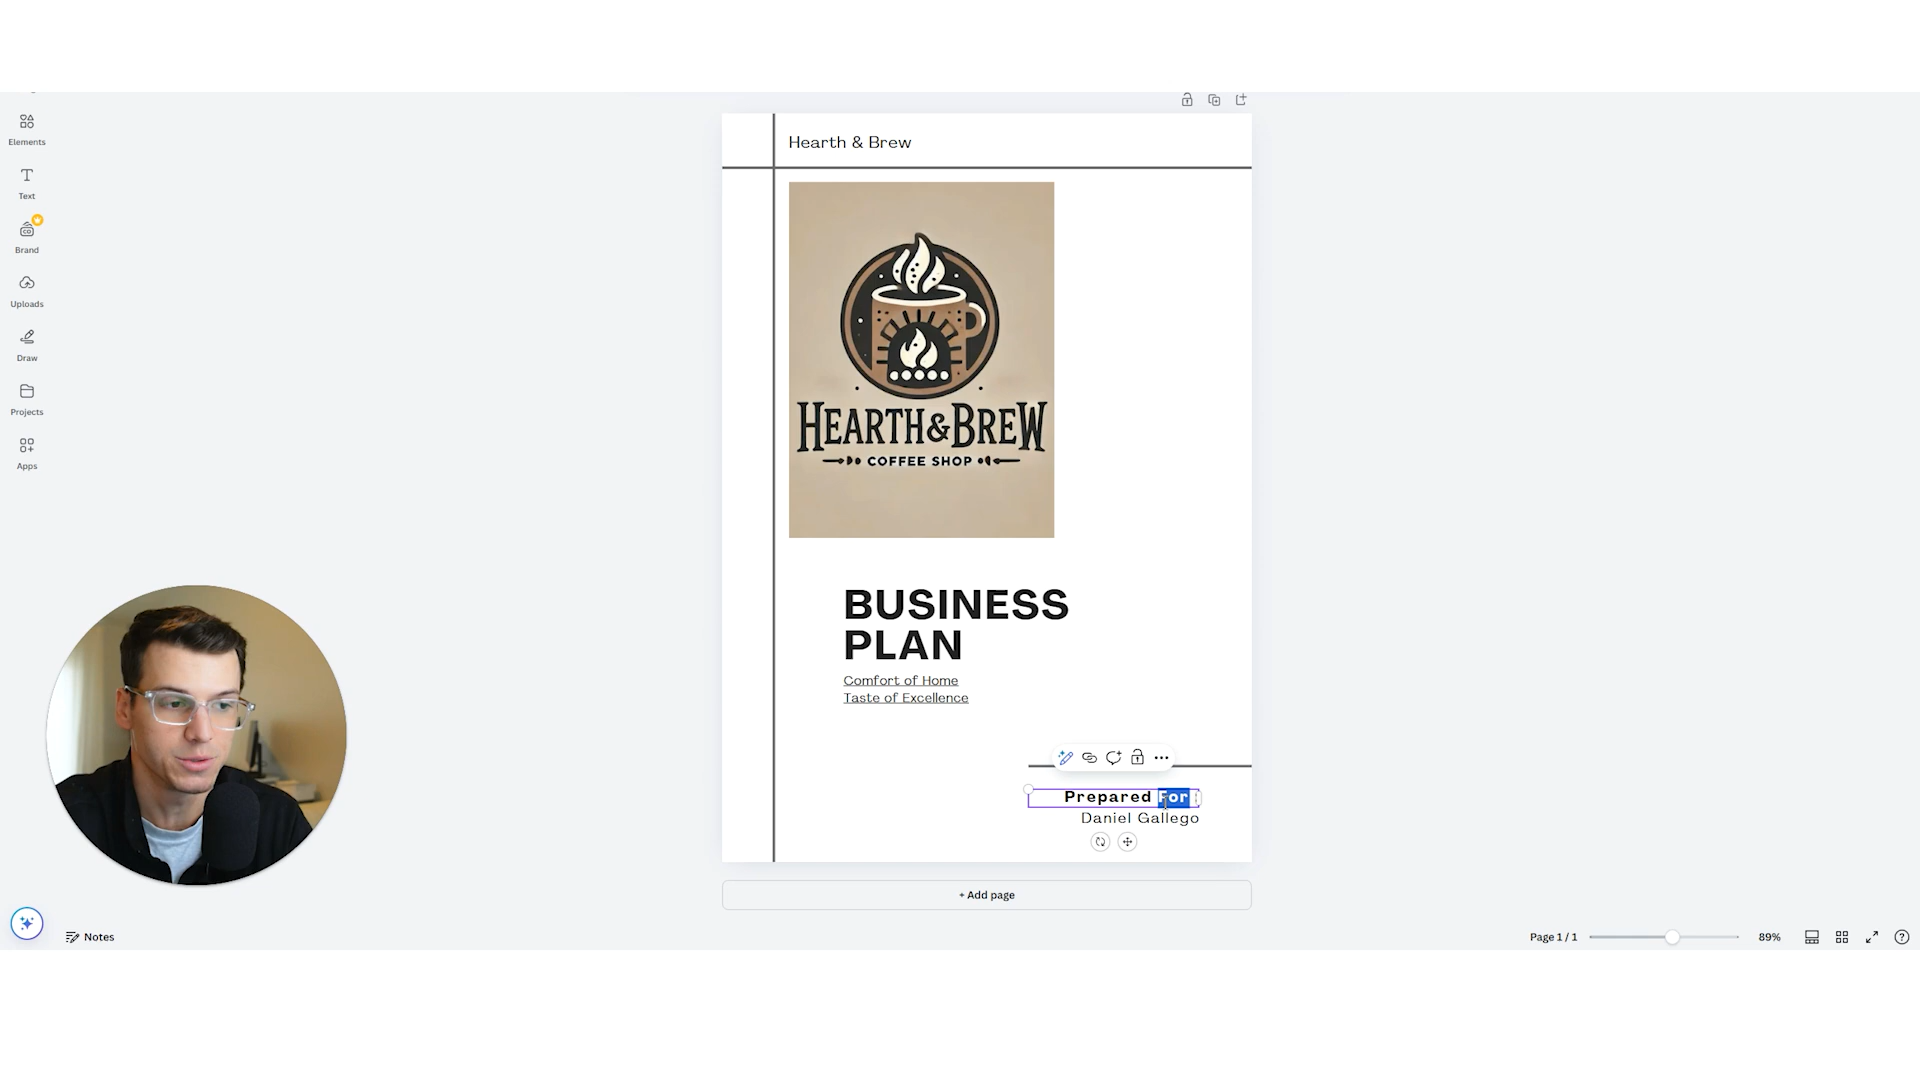 Elements
Text
Brand
Uploads
Draw
Projects
Apps
Hearth & Brew
HEARTH & BREW
COFFEE SHOP
BUSINESS
PLAN
Comfort of Home
Taste of Excellence
Prepared For
Daniel Gallego
+ Add page
Notes
Page 1 / 1
89%